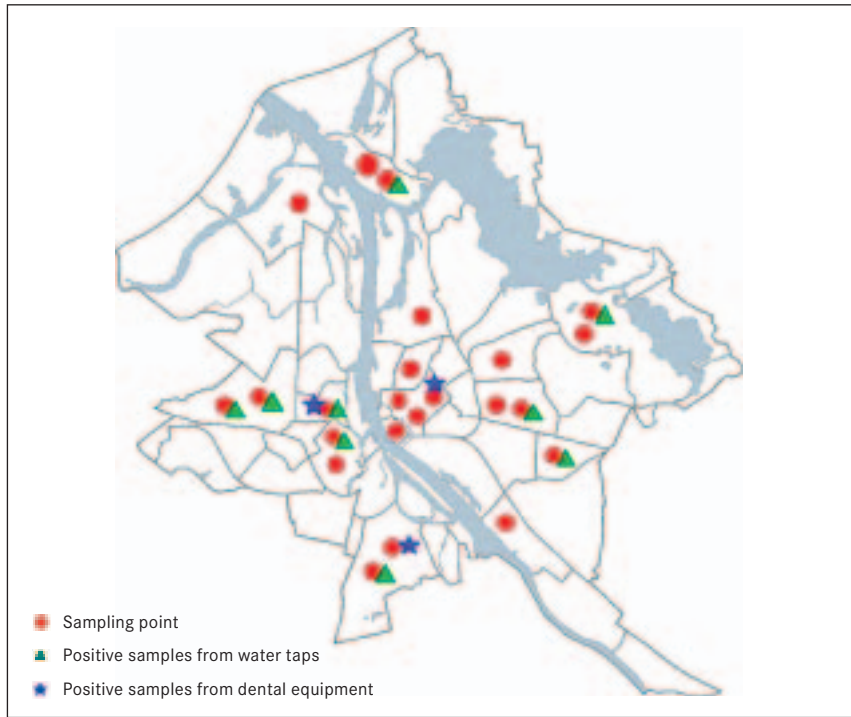 Sampling point
Positive samples from water taps
Positive samples from dental equipment